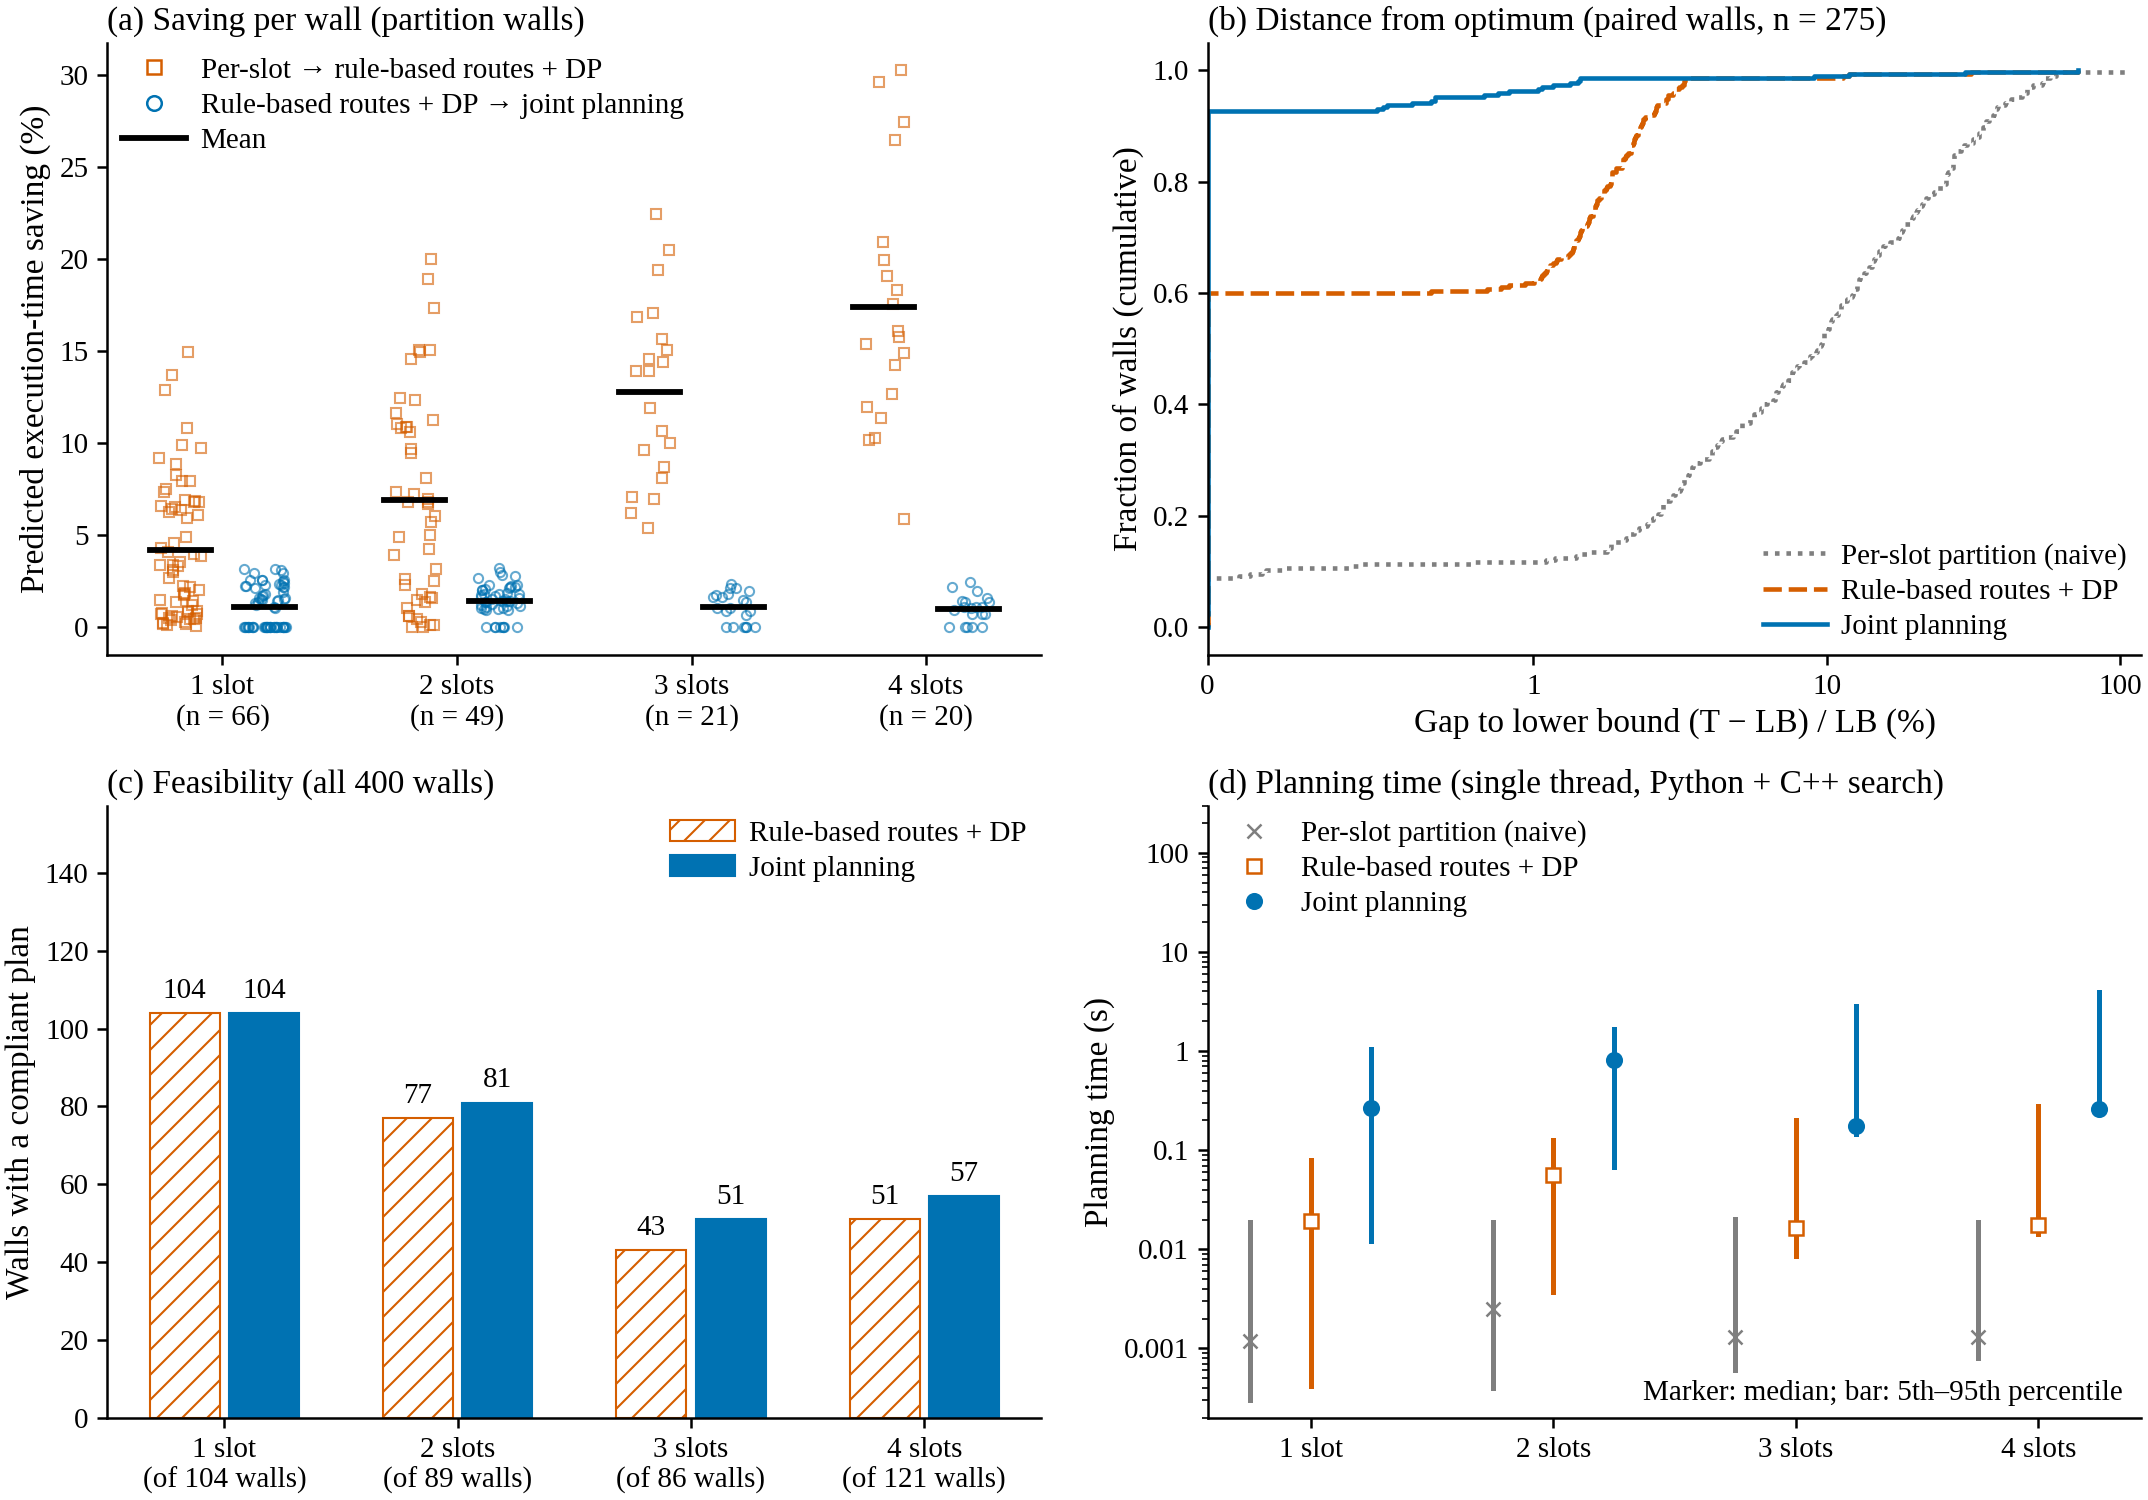 (a) Saving per wall (partition walls)
Predicted execution-time saving (%)
30
25
20
15
10
5
0
Per-slot → rule-based routes + DP
Rule-based routes + DP → joint planning
Mean
1 slot
(n = 66)
2 slots
(n = 49)
3 slots
(n = 21)
4 slots
(n = 20)
(b) Distance from optimum (paired walls, n = 275)
Fraction of walls (cumulative)
1.0
0.8
0.6
0.4
0.2
0.0
Per-slot partition (naive)
Rule-based routes + DP
Joint planning
0
1
10
100
Gap to lower bound (T − LB) / LB (%)
(c) Feasibility (all 400 walls)
Walls with a compliant plan
140
120
100
80
60
40
20
0
Rule-based routes + DP
Joint planning
104
104
77
81
43
51
51
57
1 slot
(of 104 walls)
2 slots
(of 89 walls)
3 slots
(of 86 walls)
4 slots
(of 121 walls)
(d) Planning time (single thread, Python + C++ search)
Planning time (s)
100
10
1
0.1
0.01
0.001
Per-slot partition (naive)
Rule-based routes + DP
Joint planning
Marker: median; bar: 5th–95th percentile
1 slot
2 slots
3 slots
4 slots